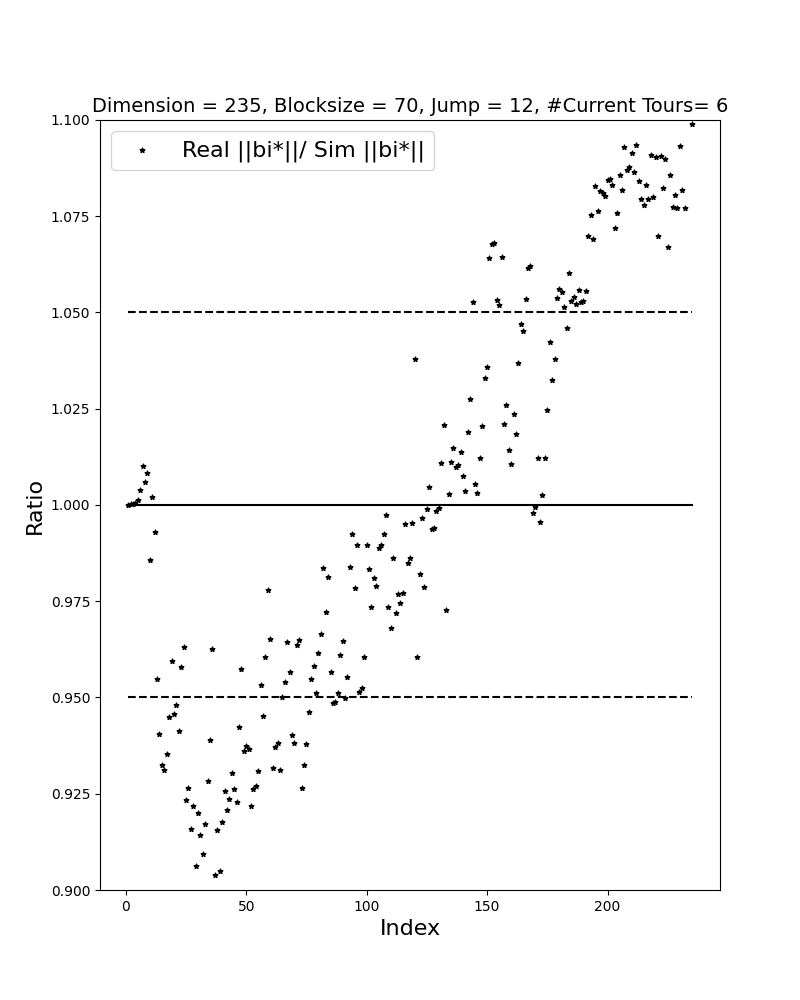 Dimension = 235, Blocksize = 70, Jump = 12, #Current Tours= 6
Real ||bi*||/ Sim ||bi*||
1.100
1.075
1.050
1.025
1.000
0.975
0.950
0.925
0.900
Ratio
0 50 100 150 200
Index